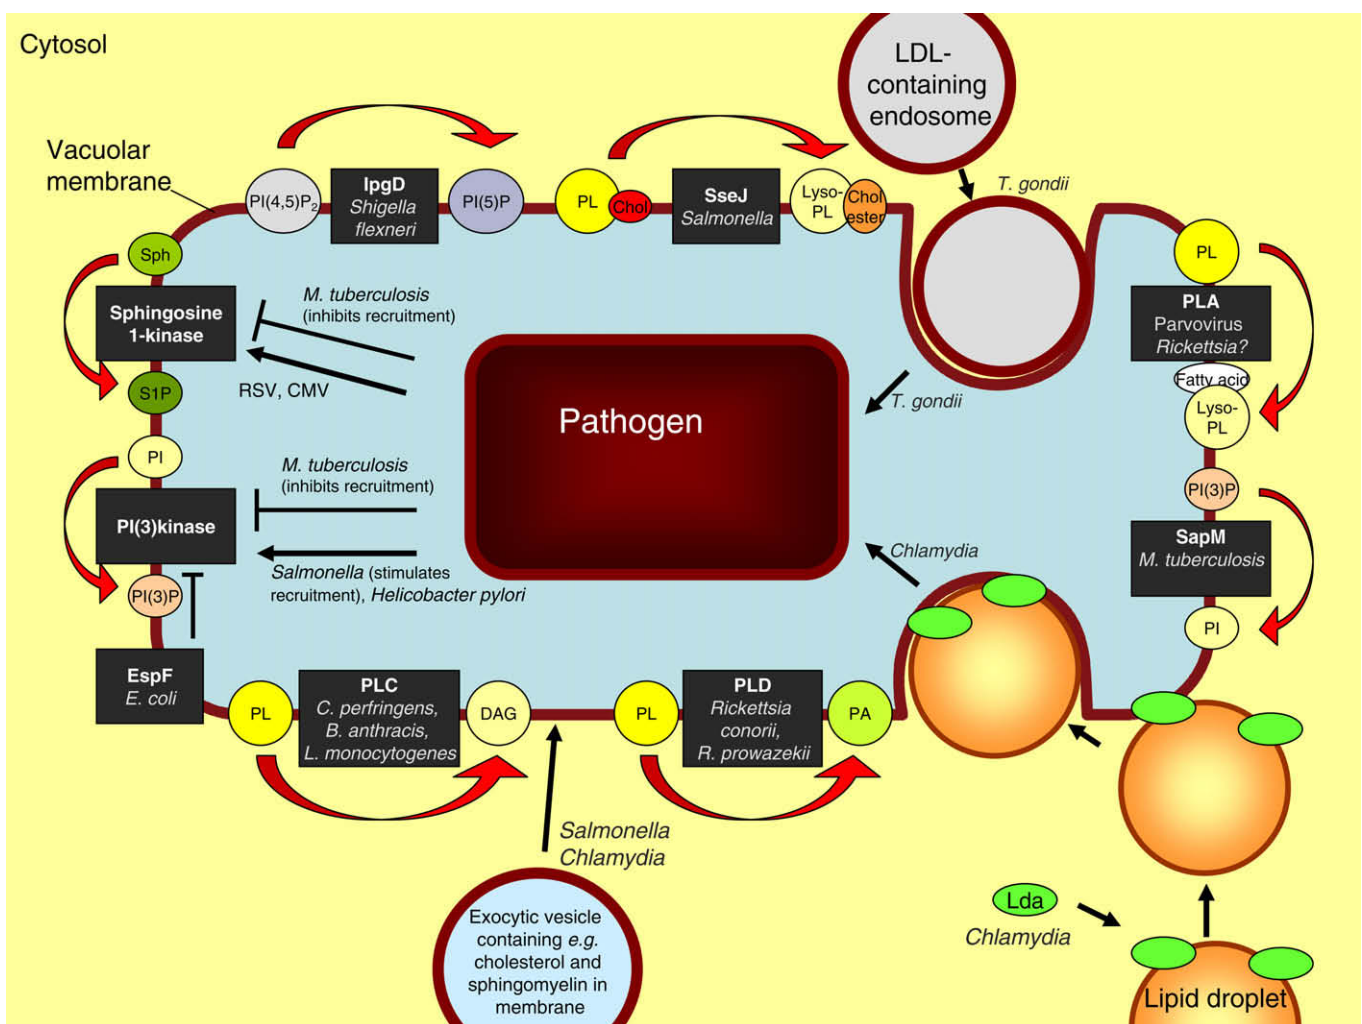 Cytosol
LDL-
containing
endosome
Vacuolar
membrane
PI(4,5)P2
IpgD
Shigella
flexneri
PI(5)P
PL
Chol
SseJ
Salmonella
Lyso-
PL
Chol
ester
T. gondii
Sph
Sphingosine
1-kinase
S1P
M. tuberculosis
(inhibits recruitment)
RSV, CMV
Pathogen
T. gondii
PL
PLA
Parvovirus
Rickettsia?
Fatty acid
Lyso-
PL
PI
PI(3)kinase
PI(3)P
M. tuberculosis
(inhibits recruitment)
Salmonella (stimulates
recruitment), Helicobacter pylori
Chlamydia
PI(3)P
SapM
M. tuberculosis
PI
EspF
E. coli
PL
PLC
C. perfringens,
B. anthracis,
L. monocytogenes
DAG
PL
PLD
Rickettsia
conorii,
R. prowazekii
PA
Salmonella
Chlamydia
Exocytic vesicle
containing e.g.
cholesterol and
sphingomyelin in
membrane
Lda
Chlamydia
Lipid droplet